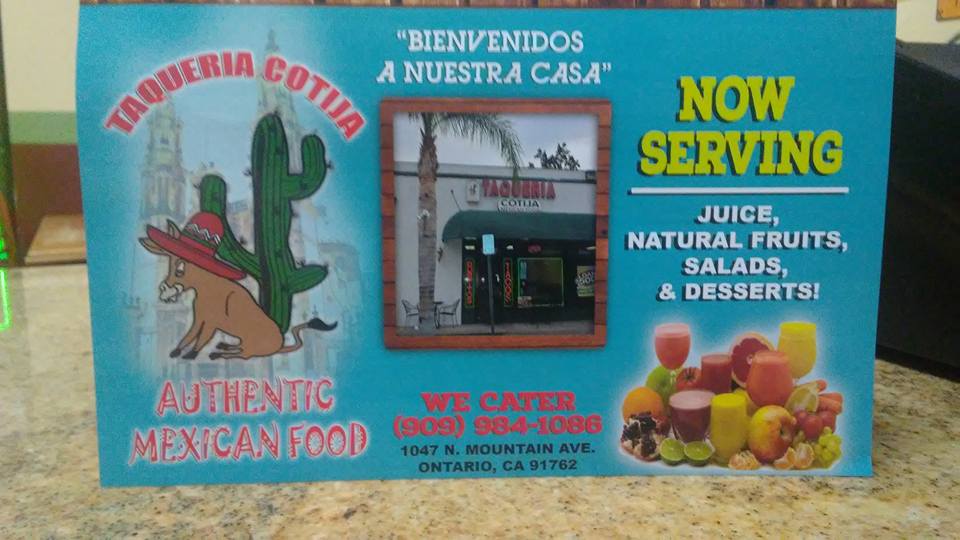 TAQUERIA COTIJA
AUTHENTIC
MEXICAN FOOD
"BIENVENIDOS
A NUESTRA CASA"
TAQUERIA
COTIJA
WE CATER
(909) 984-1086
1047 N. MOUNTAIN AVE.
ONTARIO, CA 91762
NOW
SERVING
JUICE,
NATURAL FRUITS,
SALADS,
& DESSERTS!